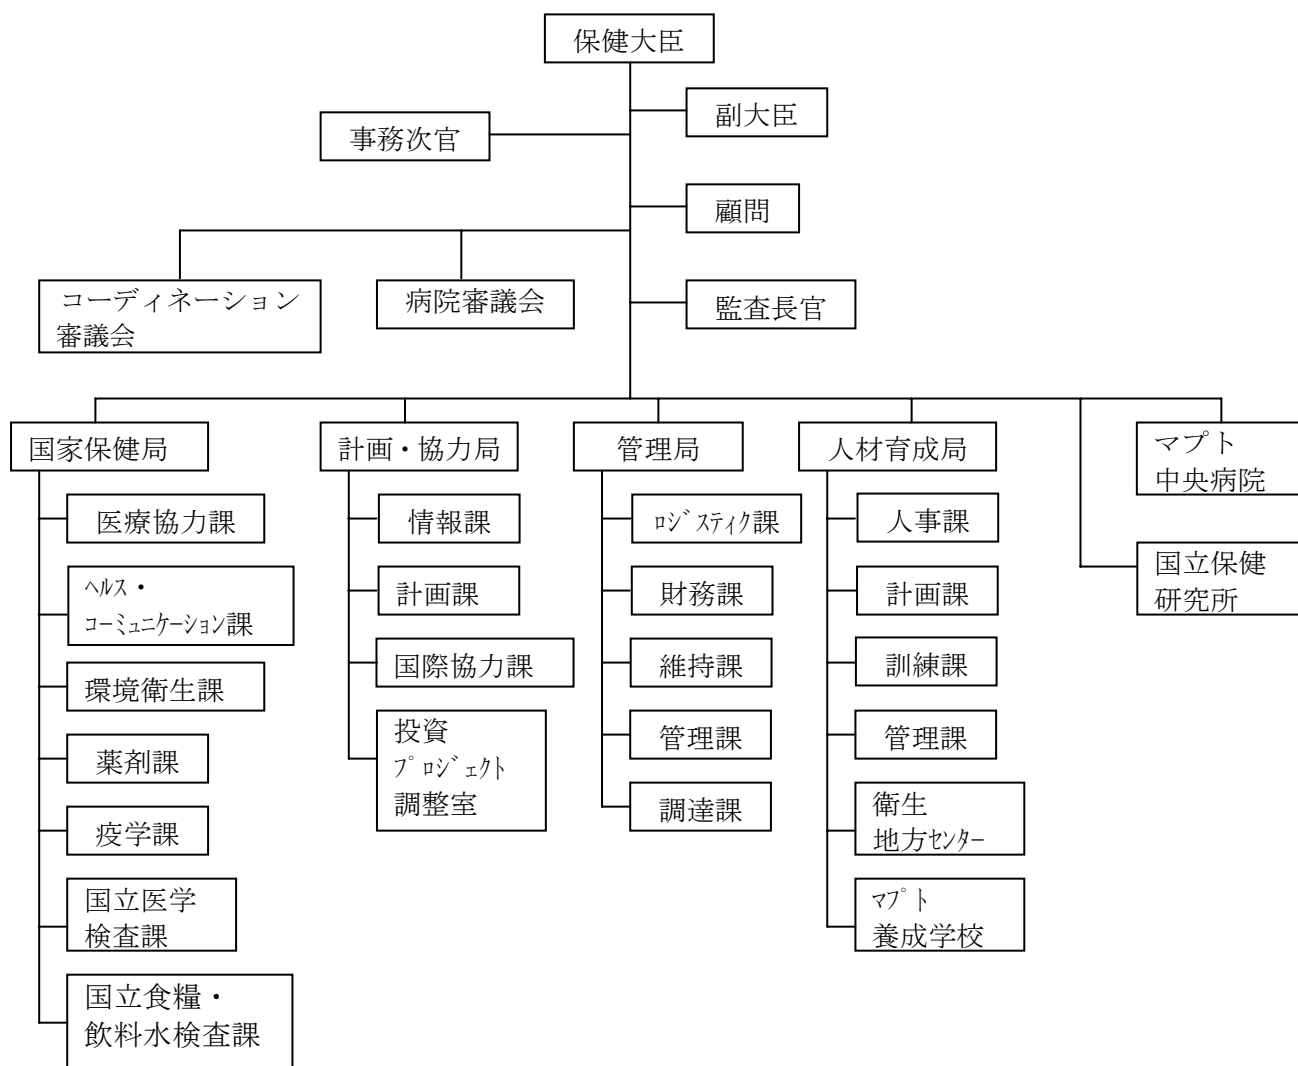 保健大臣
副大臣
事務次官
顧問
コーディネーション
審議会
病院審議会
監査長官
国家保健局
医療協力課
ﾍﾙｽ・
ｺｰﾐｭﾆｹｰｼｮﾝ課
環境衛生課
薬剤課
疫学課
国立医学
検査課
国立食糧・
飲料水検査課
計画・協力局
情報課
計画課
国際協力課
投資
ﾌﾟﾛｼﾞｪｸﾄ
調整室
管理局
ﾛｼﾞｽﾃｨｸ課
財務課
維持課
管理課
調達課
人材育成局
人事課
計画課
訓練課
管理課
衛生
地方ｾﾝﾀｰ
ﾏﾌﾟﾄ
養成学校
マプト
中央病院
国立保健
研究所